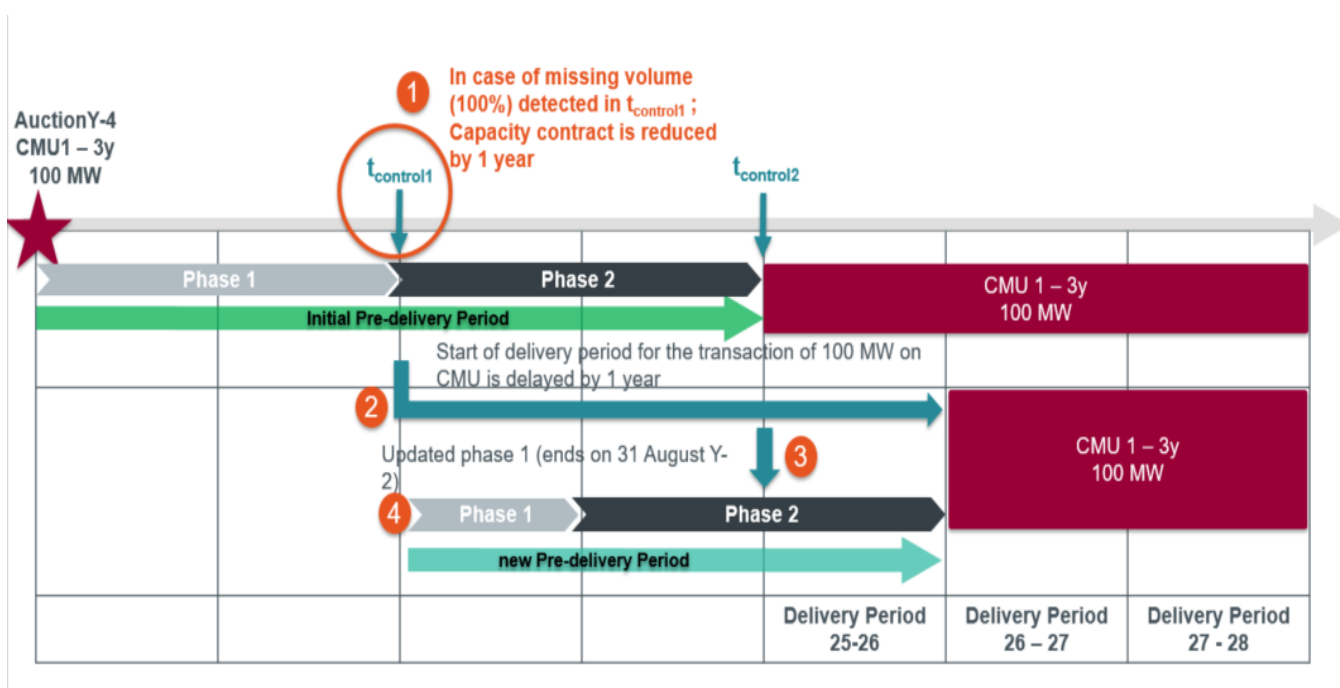 1
In case of missing volume
(100%) detected in tcontrol1 ;
Capacity contract is reduced
by 1 year
AuctionY-4
CMU1 – 3y
100 MW
tcontrol1
tcontrol2
Phase 1
Phase 2
CMU 1 – 3y
100 MW
Initial Pre-delivery Period
Start of delivery period for the transaction of 100 MW on
CMU is delayed by 1 year
2
3
CMU 1 – 3y
100 MW
Updated phase 1 (ends on 31 August Y-
2)
4
Phase 1
Phase 2
new Pre-delivery Period
Delivery Period
25-26
Delivery Period
26 – 27
Delivery Period
27 - 28